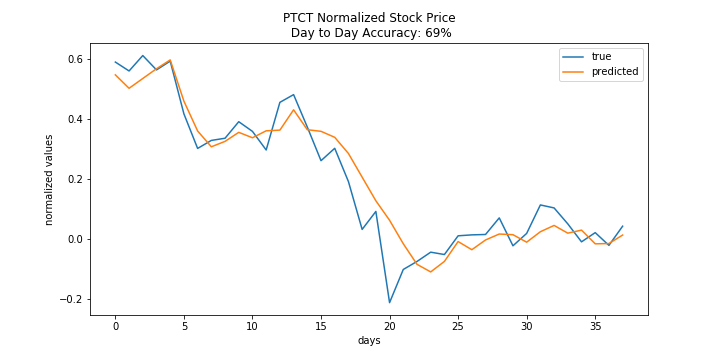 PTCT Normalized Stock Price
Day to Day Accuracy: 69%
true
predicted
normalized values
0.6
0.4
0.2
0.0
−0.2
0 5 10 15 20 25 30 35
days